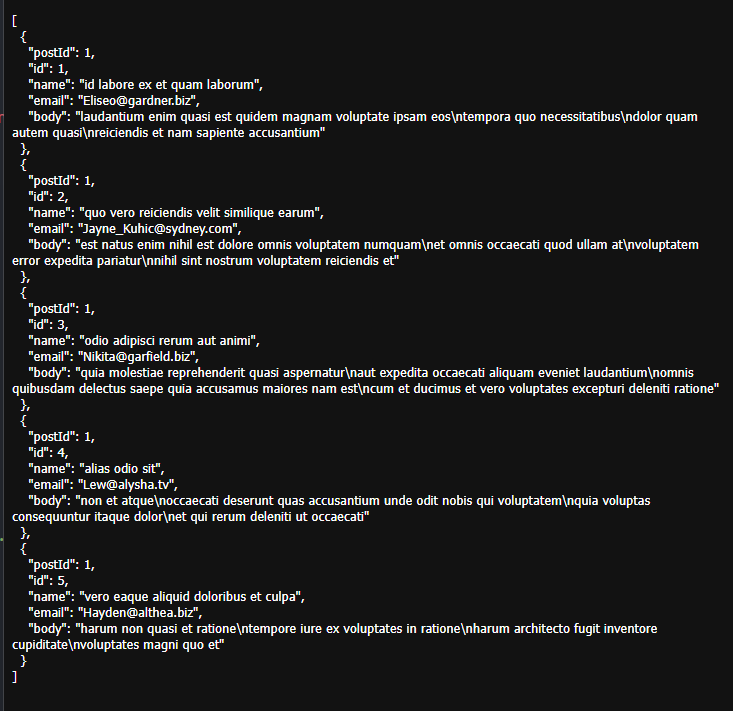 [
{
"postId": 1,
"id": 1,
"name": "id labore ex et quam laborum",
"email": "Eliseo@gardner.biz",
"body": "laudantium enim quasi est quidem magnam voluptate ipsam eos\ntempora quo necessitatibus\ndolor quam
autem quasi\nreiciendis et nam sapiente accusantium"
},
{
"postId": 1,
"id": 2,
"name": "quo vero reiciendis velit similique earum",
"email": "Jayne_Kuhic@sydney.com",
"body": "est natus enim nihil est dolore omnis voluptatem numquam\net omnis occaecati quod ullam at\nvoluptatem
error expedita pariatur\nnihil sint nostrum voluptatem reiciendis et"
},
{
"postId": 1,
"id": 3,
"name": "odio adipisci rerum aut animi",
"email": "Nikita@garfield.biz",
"body": "quia molestiae reprehenderit quasi aspernatur\naut expedita occaecati aliquam eveniet laudantium\nomnis
quibusdam delectus saepe quia accusamus maiores nam est\ncum et ducimus et vero voluptates excepturi deleniti ratione"
},
{
"postId": 1,
"id": 4,
"name": "alias odio sit",
"email": "Lew@alysha.tv",
"body": "non et atque\noccaecati deserunt quas accusantium unde odit nobis qui voluptatem\nquia voluptas
consequuntur itaque dolor\net qui rerum deleniti ut occaecati"
},
{
"postId": 1,
"id": 5,
"name": "vero eaque aliquid doloribus et culpa",
"email": "Hayden@althea.biz",
"body": "harum non quasi et ratione\ntempore iure ex voluptates in ratione\nharum architecto fugit inventore
cupiditate\nvoluptates magni quo et"
}
]